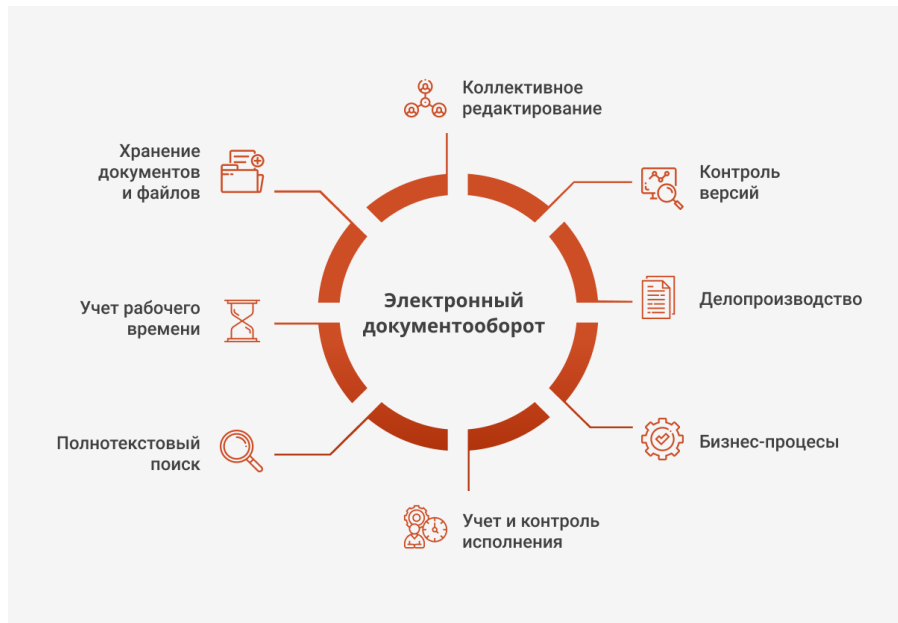 Коллективное
редактирование
Хранение
документов
и файлов
Контроль
версий
Учет рабочего
времени
Электронный
документооборот
Делопроизводство
Полнотекстовый
поиск
Бизнес-процесы
Учет и контроль
исполнения